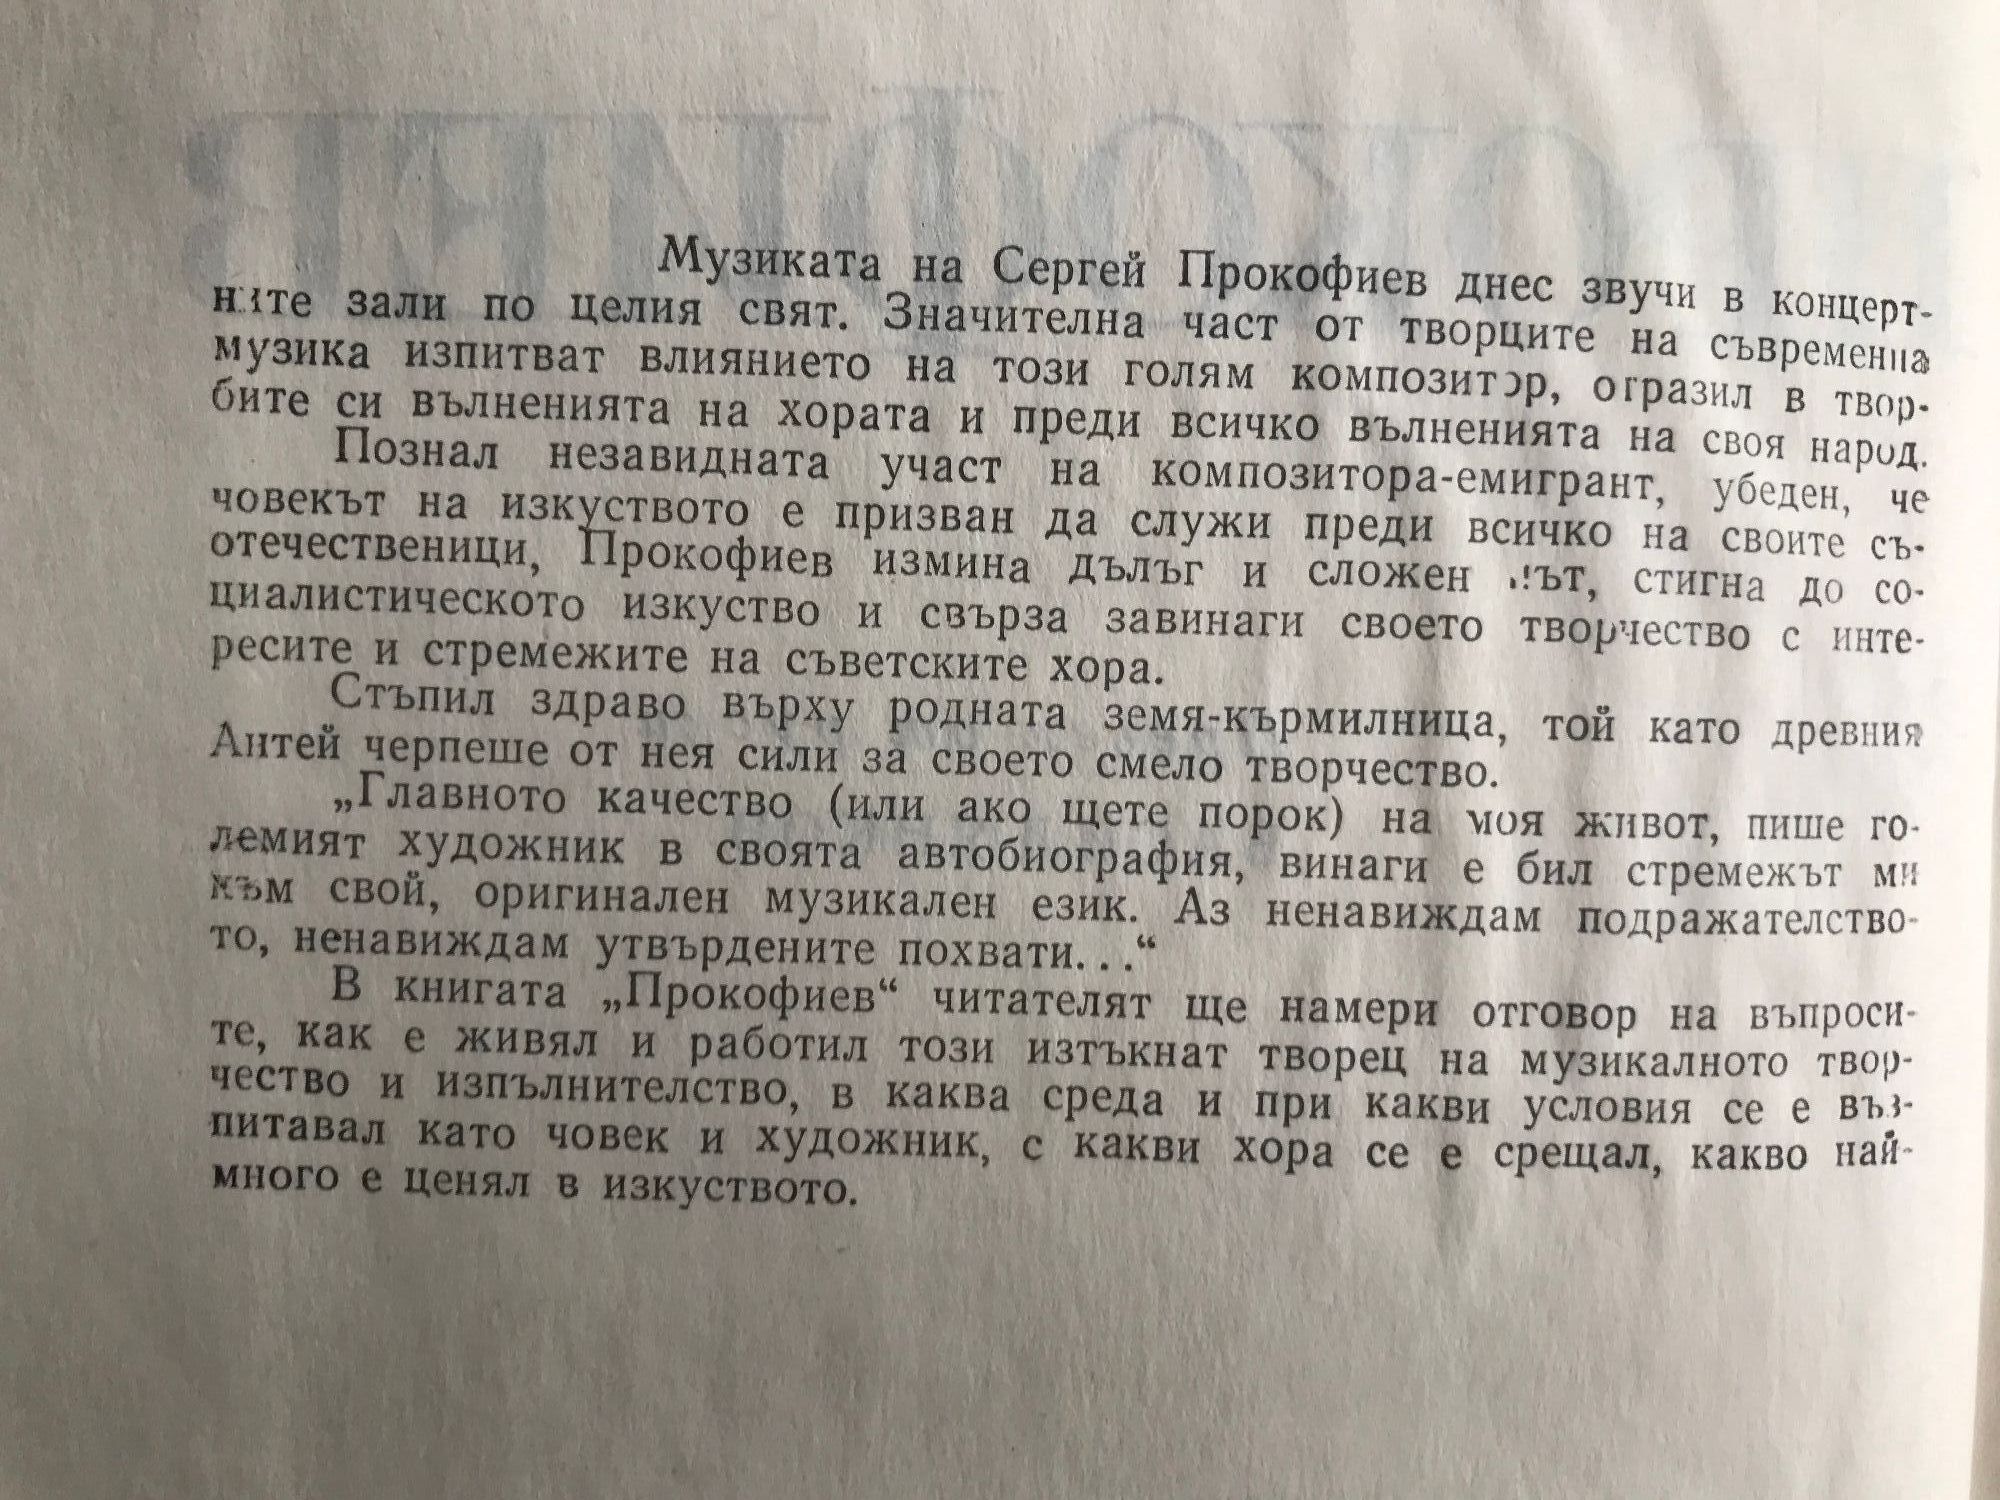 Музиката на Сергей Прокофиев днес звучи в концерт-
ните зали по целия свят. Значителна част от творците на съвременна
музика изпитват влиянието на този голям композитор, отразил в твор-
бите си вълненията на хората и преди всичко вълненията на своя народ.
Познал незавидната участ на композитора-емигрант, убеден, че
човекът на изкуството е призван да служи преди всичко на своите съ-
отечественици, Прокофиев измина дълъг и сложен път, стигна до со-
циалистическото изкуство и свърза завинаги своето творчество с инте-
ресите и стремежите на съветските хора.
Стъпил здраво върху родната земя-кърмилница, той като древния
Антей черпеше от нея сили за своето смело творчество.
„Главното качество (или ако щете порок) на моя живот, пише го-
лемият художник в своята автобиография, винаги е бил стремежът ми
към свой, оригинален музикален език. Аз ненавиждам подражателство-
то, ненавиждам утвърдените похвати...“
В книгата „Прокофиев“ читателят ще намери отговор на въпроси-
те, как е живял и работил този изтъкнат творец на музикалното твор-
чество и изпълнителство, в каква среда и при какви условия се е въз-
питавал като човек и художник, с какви хора се е срещал, какво най-
много е ценял в изкуството.